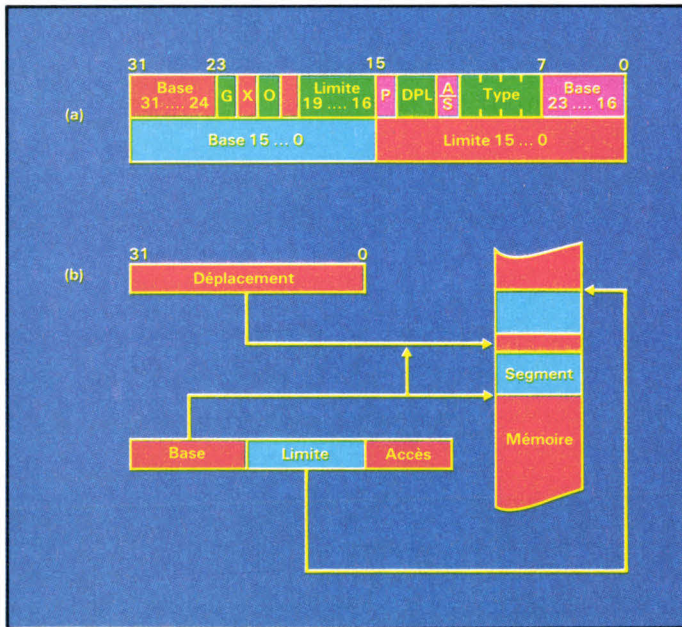 31 23 15 7 0
(a)
Base
31 .... 24
G
X
O
Limite
19 .... 16
P
DPL
A
S
Type
Base
23 .... 16
Base 15 ... 0
Limite 15 ... 0
(b)
31 0
Déplacement
Segment
Mémoire
Base
Limite
Accès